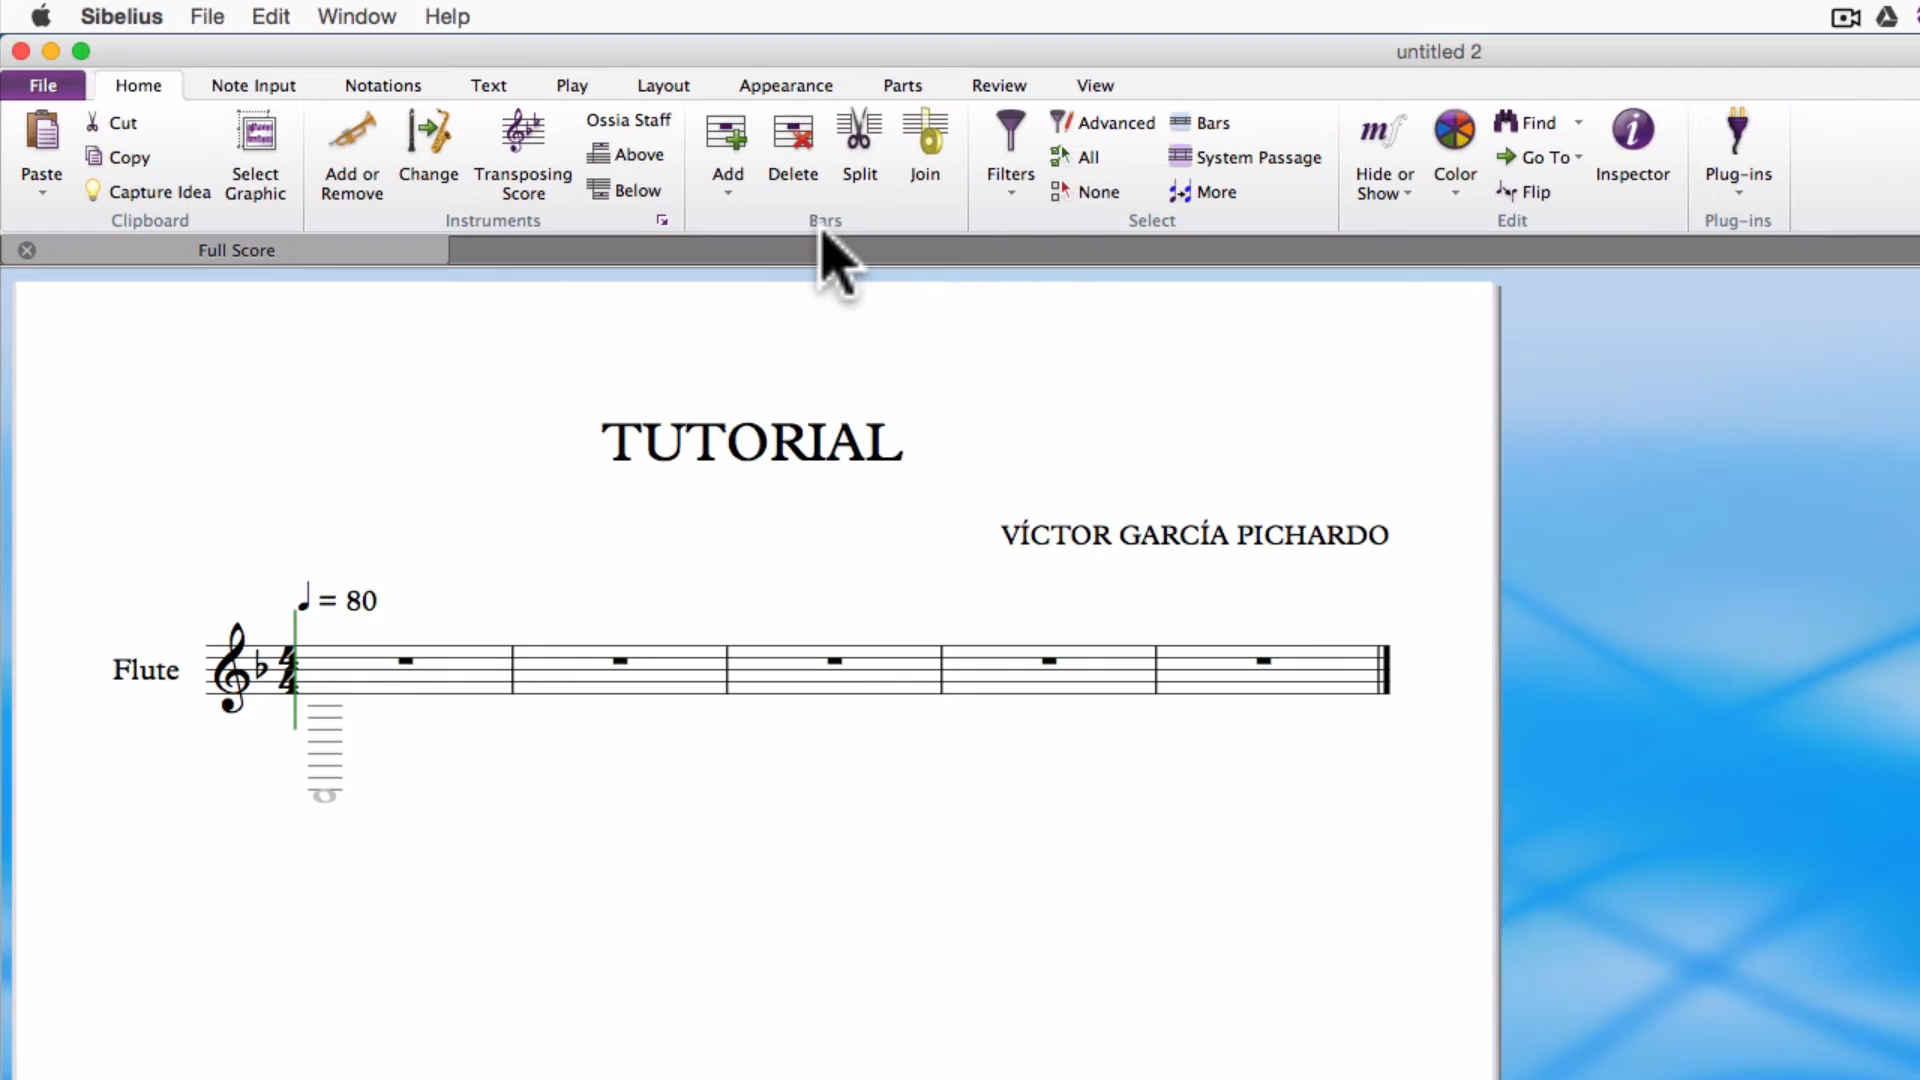 Sibelius File Edit Window Help
untitled 2
File Home Note Input Notations Text Play Layout Appearance Parts Review View
Paste
Cut
Copy
Capture Idea
Select
Graphic
Clipboard
Add or
Remove
Change
Transposing
Score
Ossia Staff
Above
Below
Instruments
Add
Delete
Split
Join
Bars
Filters
Advanced
All
None
Bars
System Passage
More
Select
Hide or
Show
Color
Find
Go To
Flip
Inspector
Edit
Plug-ins
Plug-ins
Full Score
TUTORIAL
VÍCTOR GARCÍA PICHARDO
= 80
Flute
4
4